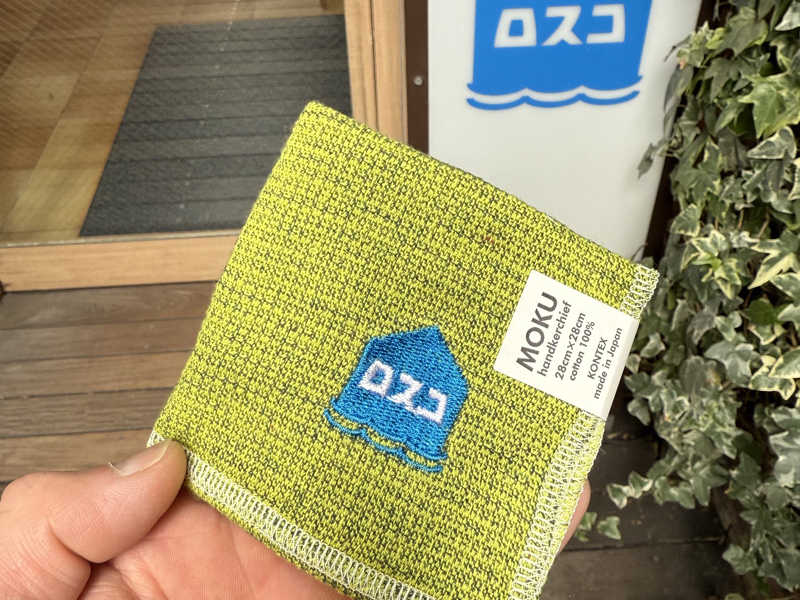 ロスコ
MOKU
handkerchief
28cm×28cm
cotton 100%
KONTEX
made in Japan
ロスコ